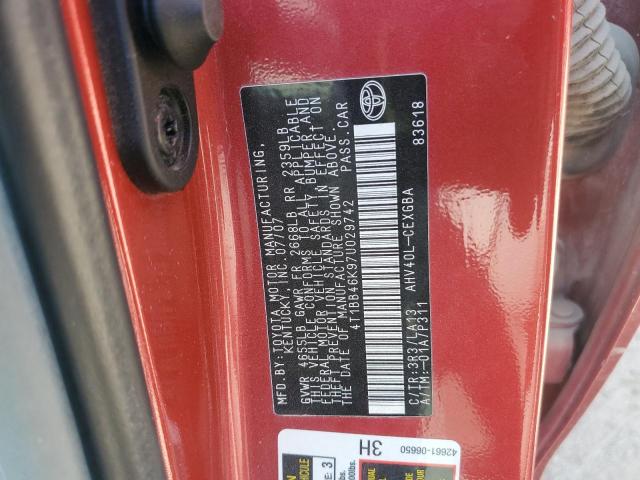 MFD.BY:TOYOTA MOTOR MANUFACTURING,
KENTUCKY, INC. 07/07
GVWR 4655LB GAWR FR 2668LB RR 2359LB
THIS VEHICLE CONFORMS TO ALL APPLICABLE
FEDERAL MOTOR VEHICLE SAFETY, BUMPER, AND
THEFT PREVENTION STANDARDS IN EFFECT ON
THE DATE OF MANUFACTURE SHOWN ABOVE.
4T1BB46K97U029742 PASS.CAR
C/TR:3R3/LA13 AHV40L-CEXGBA
A/TM:-01A/P311 83618
42661-06650
3H